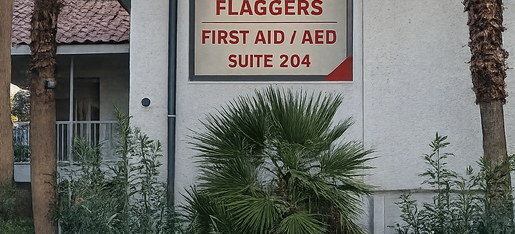 FLAGGERS
FIRST AID / AED
SUITE 204